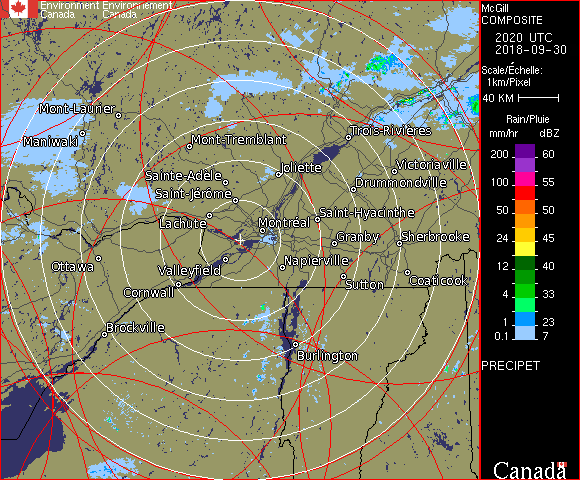 Environment Environnement
Canada Canada
McGill
COMPOSITE
2020 UTC
2018-09-30
Scale/Échelle:
1km/Pixel
40 KM
Rain/Pluie
mm/hr dBZ
200 60
100 55
50 50
24 45
12 40
4 33
1 23
0.1 7
PRECIPET
Canada
Mont-Laurier
Maniwaki
Mont-Tremblant
Trois-Rivières
Sainte-Adèle
Joliette
Victoriaville
Saint-Jérôme
Drummondville
Lachute
Montréal
Saint-Hyacinthe
Granby
Sherbrooke
Ottawa
Valleyfield
Napierville
Cornwall
Sutton
Coaticook
Brockville
Burlington